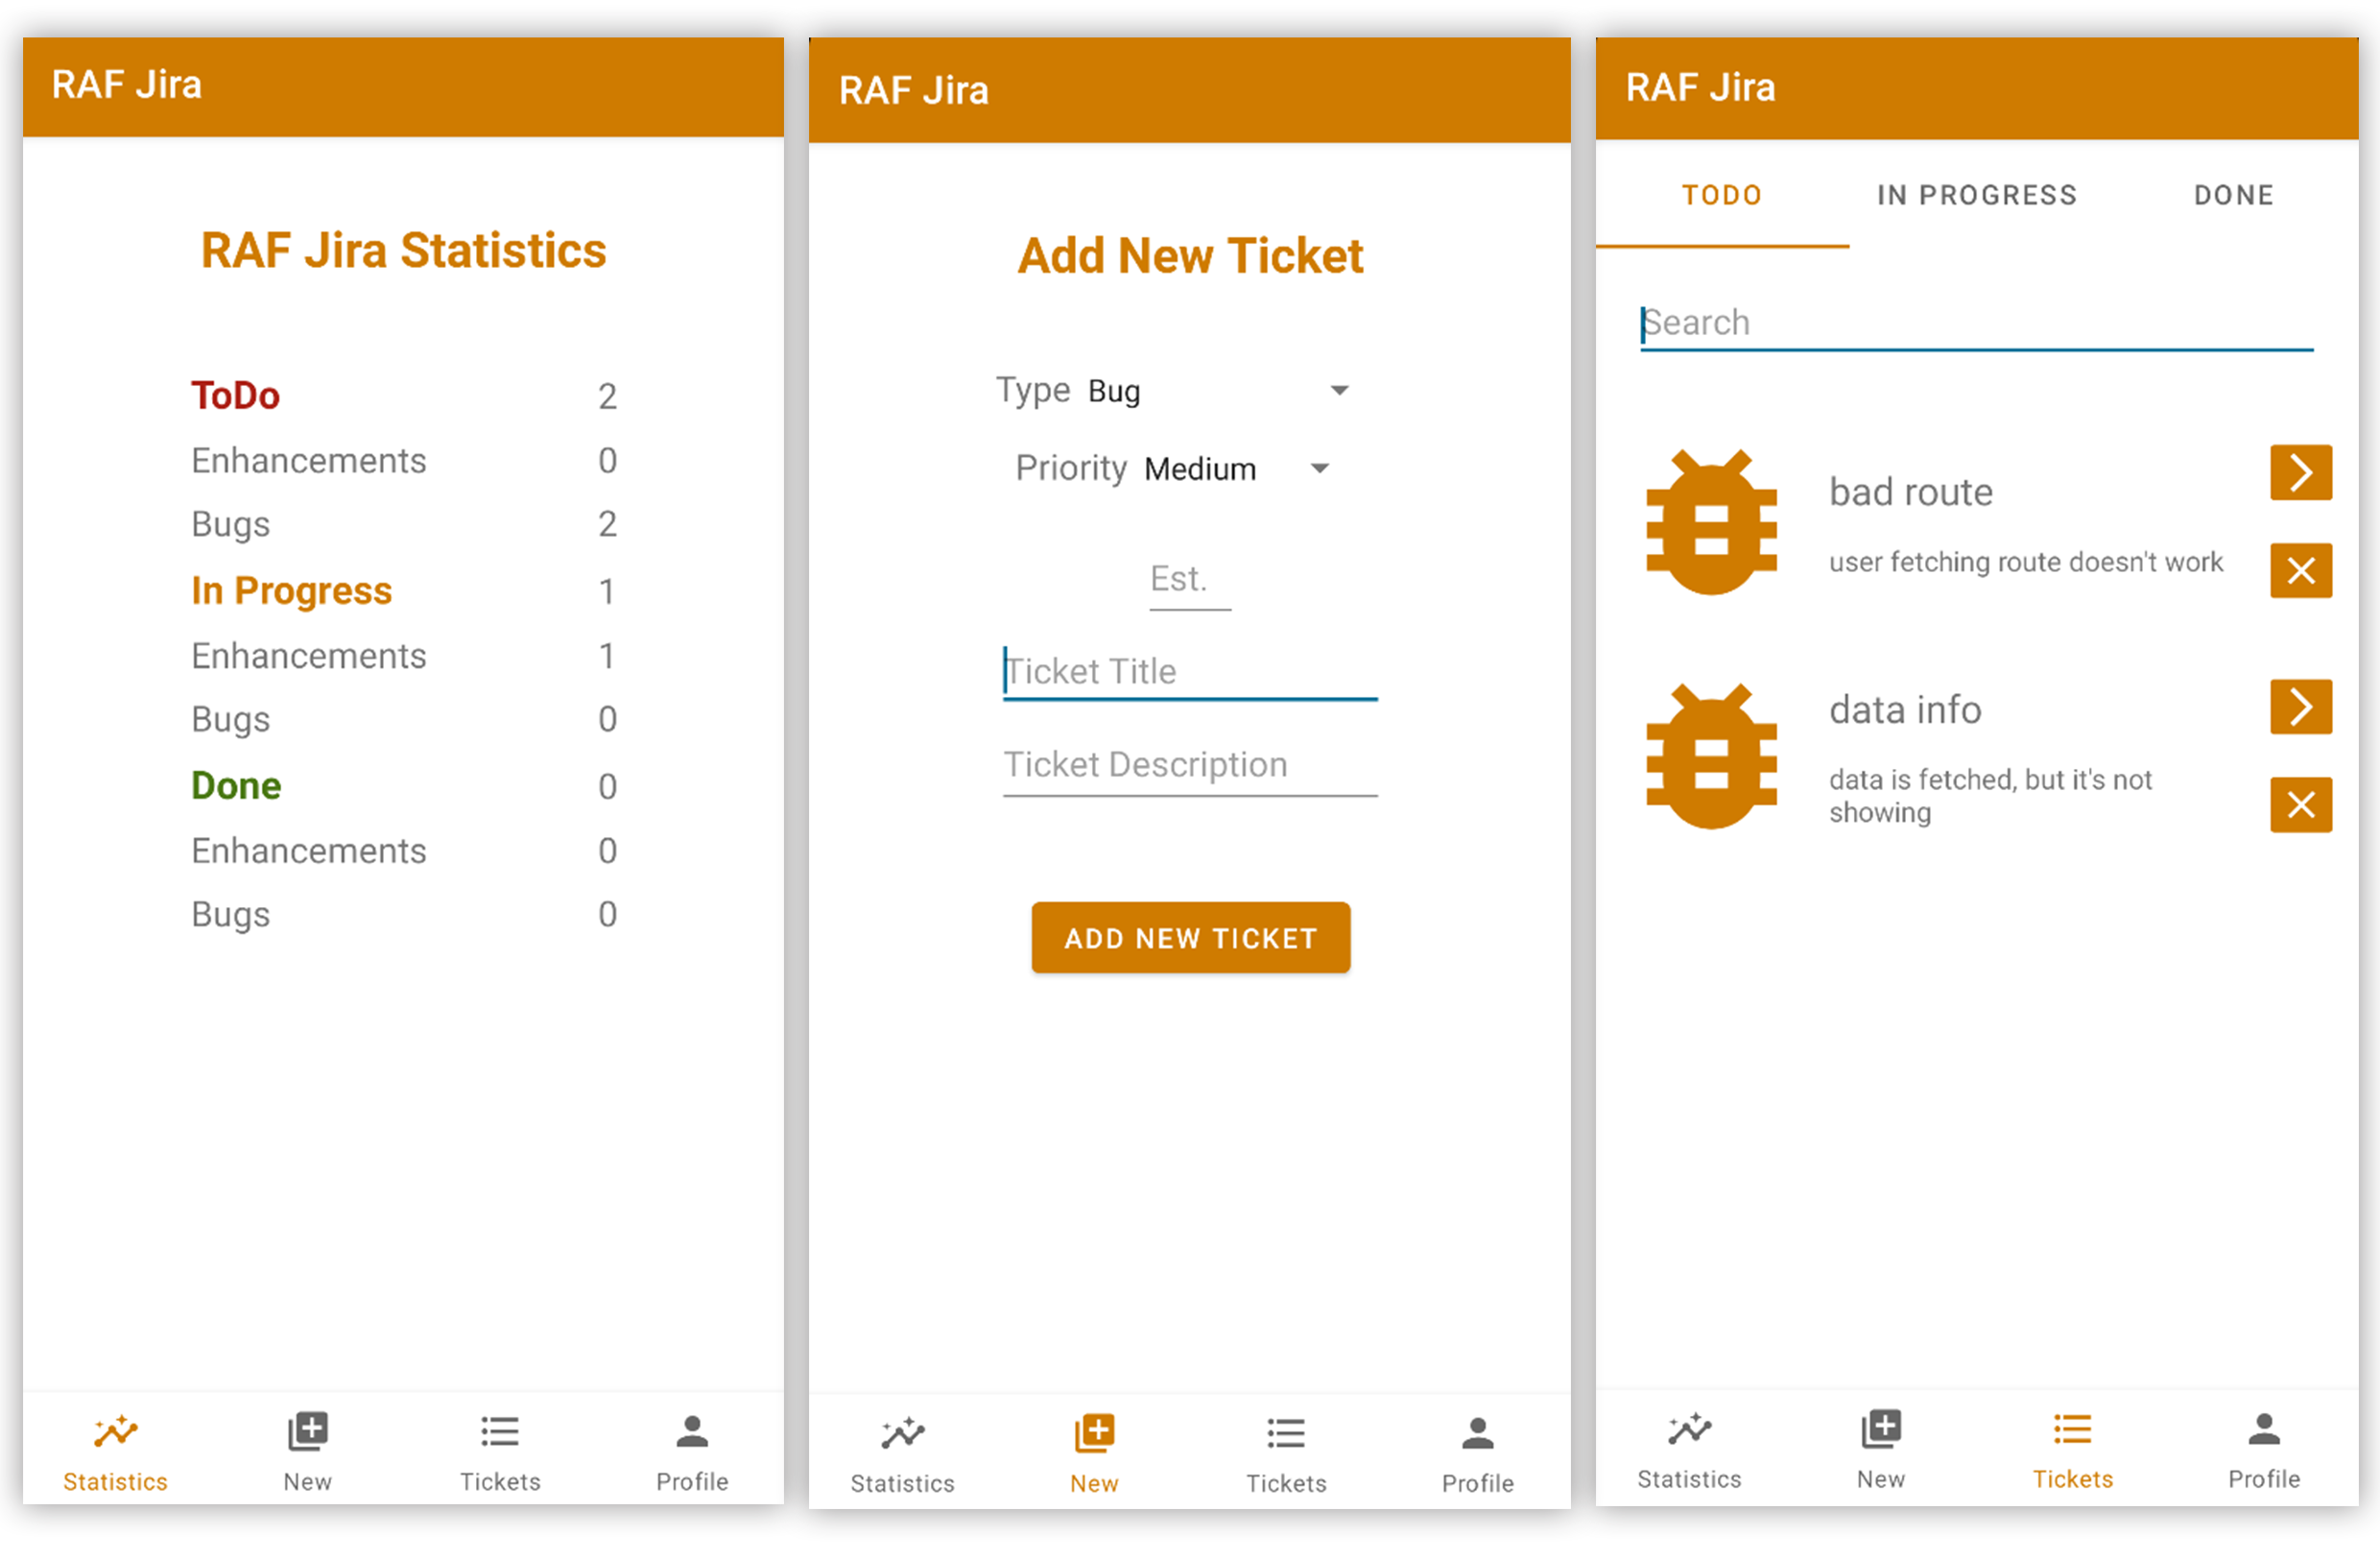 RAF Jira
RAF Jira Statistics
ToDo 2
Enhancements 0
Bugs 2
In Progress 1
Enhancements 1
Bugs 0
Done 0
Enhancements 0
Bugs 0
Statistics New Tickets Profile
RAF Jira
Add New Ticket
Type Bug
Priority Medium
Est.
Ticket Title
Ticket Description
ADD NEW TICKET
Statistics New Tickets Profile
RAF Jira
TODO IN PROGRESS DONE
Search
bad route
user fetching route doesn't work
data info
data is fetched, but it's not
showing
Statistics New Tickets Profile